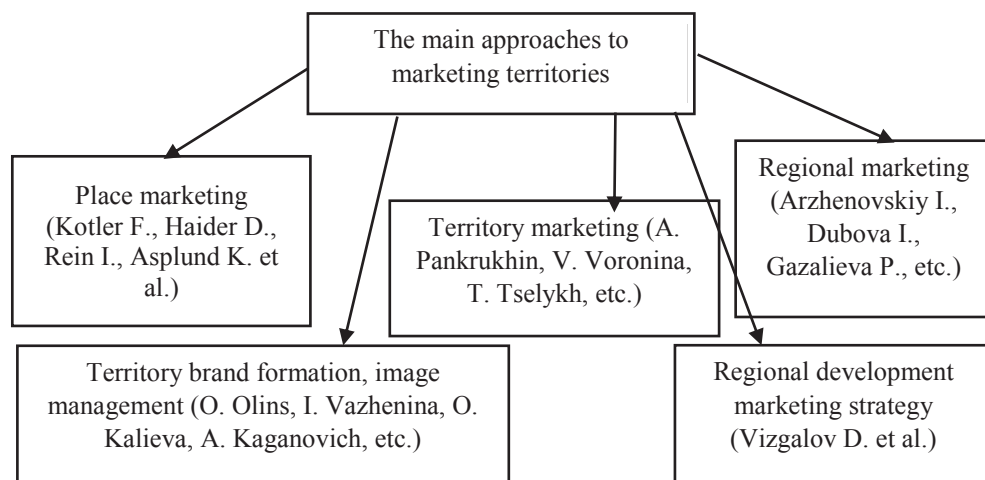 The main approaches to
marketing territories
Place marketing
(Kotler F., Haider D.,
Rein I., Asplund K. et
al.)
Territory marketing (A.
Pankrukhin, V. Voronina,
T. Tselykh, etc.)
Regional marketing
(Arzhenovskiy I.,
Dubova I.,
Gazalieva P., etc.)
Territory brand formation, image
management (O. Olins, I. Vazhenina, O.
Kalieva, A. Kaganovich, etc.)
Regional development
marketing strategy
(Vizgalov D. et al.)